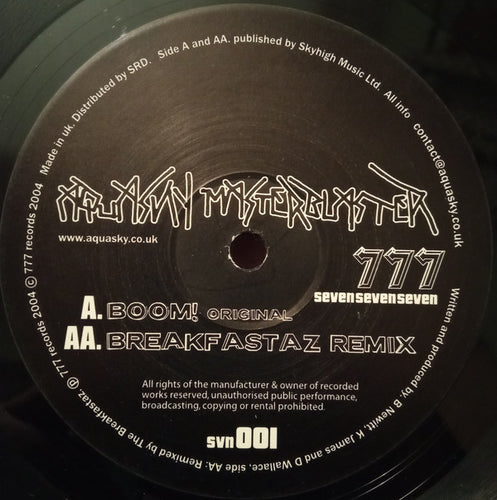 Made in uk. Distributed by SRD. Side A and AA. published by Skyhigh Music Ltd. All info contact@aquasky.co.uk
AQUASKY MASTERBLASTER
www.aquasky.co.uk
777
sevensevenseven
A. BOOM! ORIGINAL
AA. BREAKFASTAZ REMIX
All rights of the manufacturer & owner of recorded
works reserved, unauthorised public performance,
broadcasting, copying or rental prohibited.
svn001
Written and produced by. B Newitt, K James and D Wallace, side AA: Remixed by The Breakfastaz. ℗ 777 records 2004 © 777 records 2004